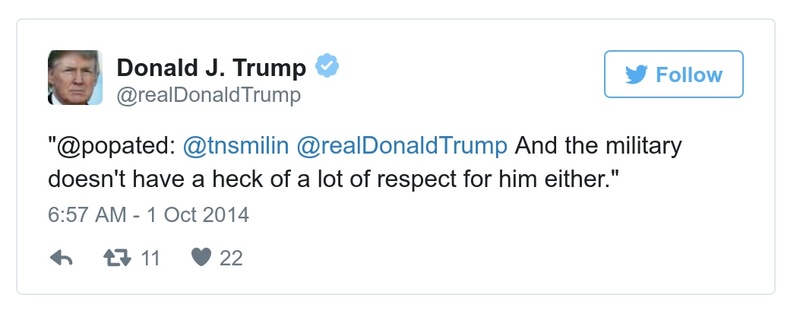 Donald J. Trump
@realDonaldTrump
Follow
"@popated: @tnsmilin @realDonaldTrump And the military
doesn't have a heck of a lot of respect for him either."
6:57 AM - 1 Oct 2014
11 22